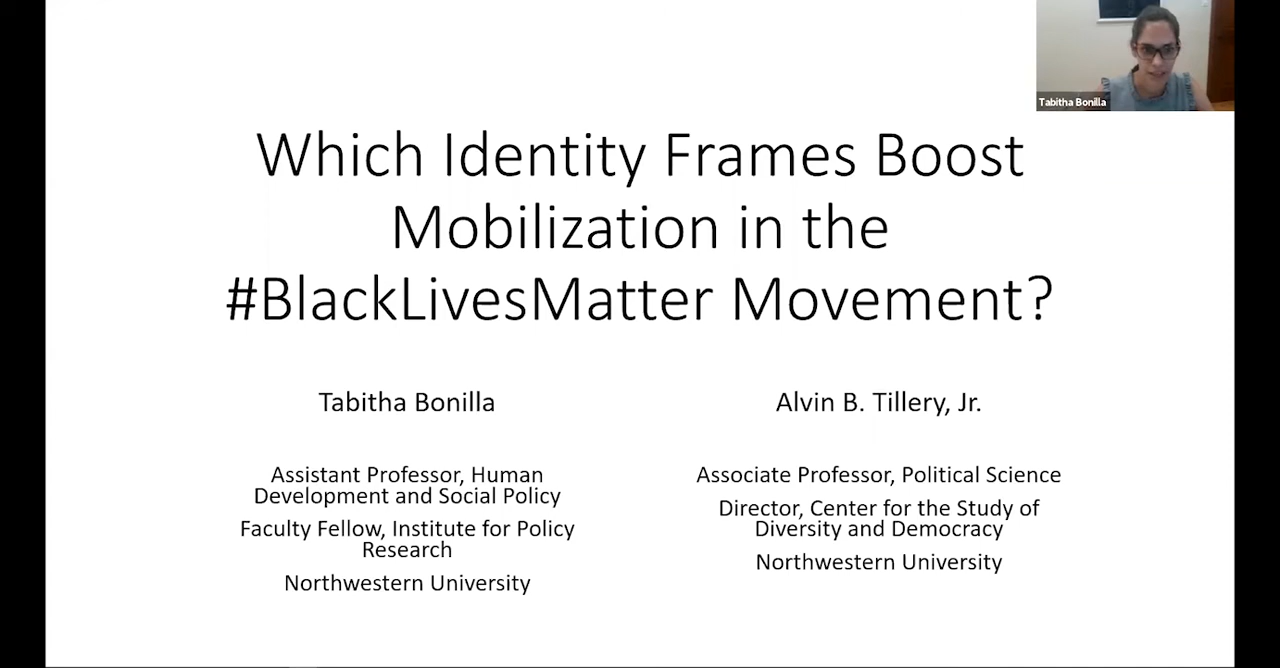 Tabitha Bonilla
Which Identity Frames Boost
Mobilization in the
#BlackLivesMatter Movement?
Tabitha Bonilla
Assistant Professor, Human
Development and Social Policy
Faculty Fellow, Institute for Policy
Research
Northwestern University
Alvin B. Tillery, Jr.
Associate Professor, Political Science
Director, Center for the Study of
Diversity and Democracy
Northwestern University